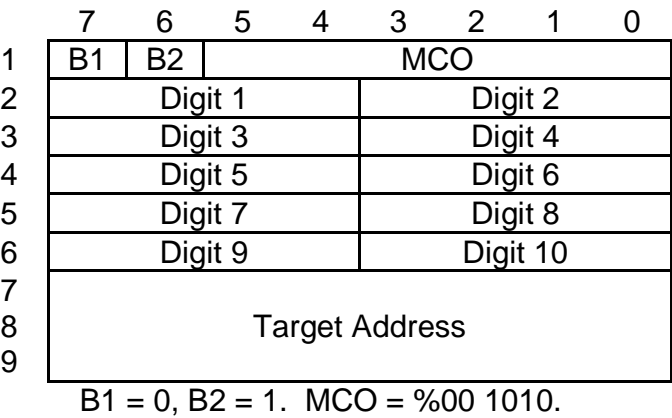 7 6 5 4 3 2 1 0
1 B1 B2 MCO
2 Digit 1 Digit 2
3 Digit 3 Digit 4
4 Digit 5 Digit 6
5 Digit 7 Digit 8
6 Digit 9 Digit 10
7
8 Target Address
9
B1 = 0, B2 = 1. MCO = %00 1010.